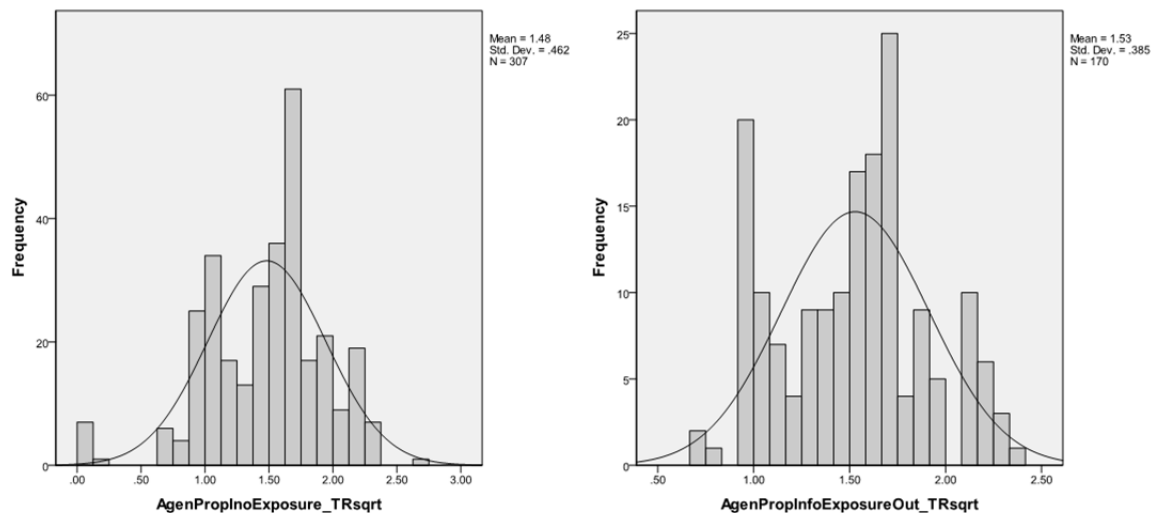 Mean = 1.48
Std. Dev. = .462
N = 307
60
40
20
0
Frequency
.00 .50 1.00 1.50 2.00 2.50 3.00
AgenPropInoExposure_TRsqrt
Mean = 1.53
Std. Dev. = .385
N = 170
25
20
15
10
5
0
Frequency
.50 1.00 1.50 2.00 2.50
AgenPropInfoExposureOut_TRsqrt